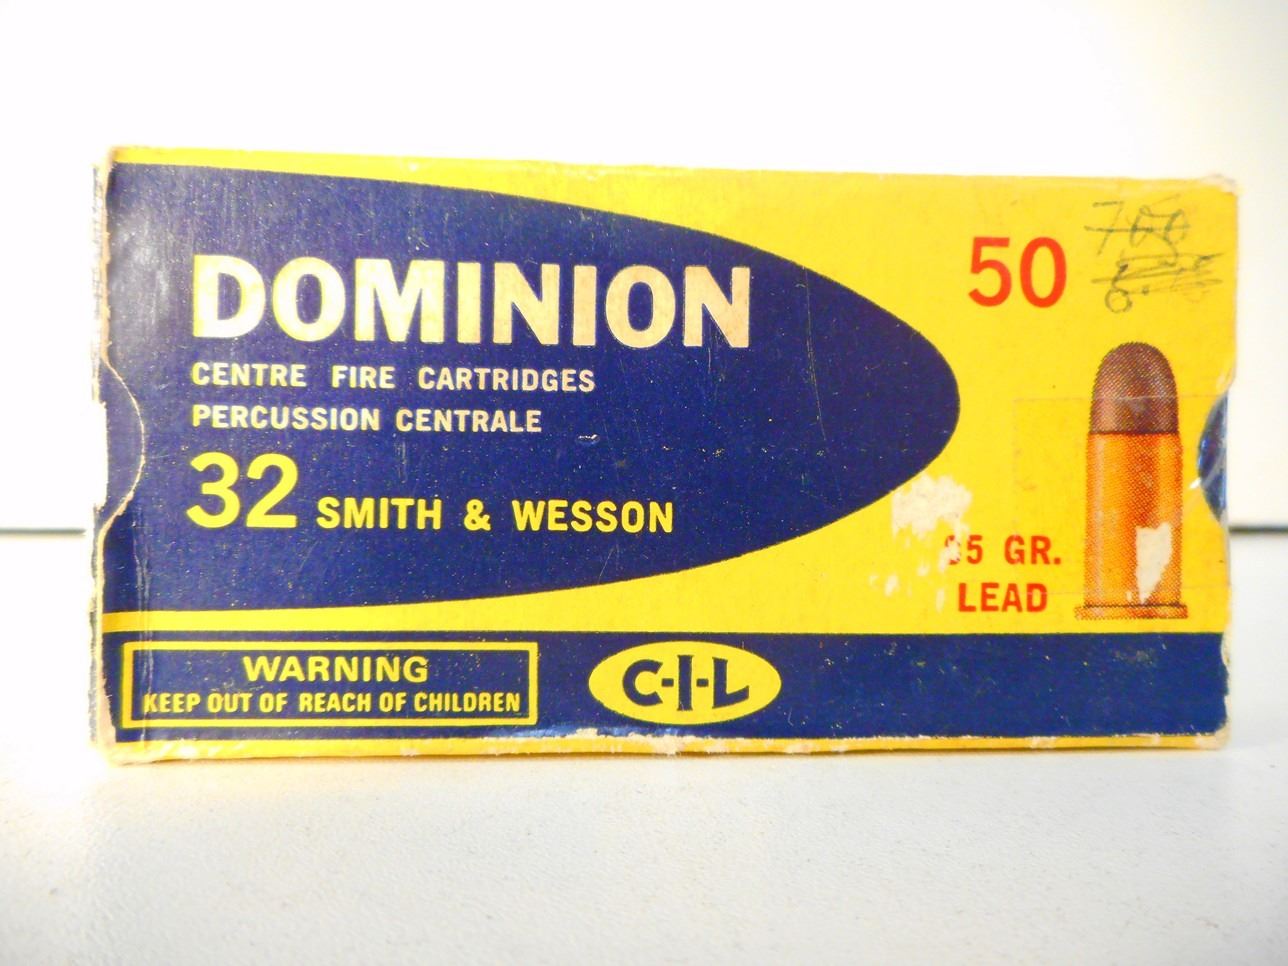 DOMINION
CENTRE FIRE CARTRIDGES
PERCUSSION CENTRALE
32 SMITH & WESSON
50
GR.
LEAD
WARNING
KEEP OUT OF REACH OF CHILDREN
C-I-L